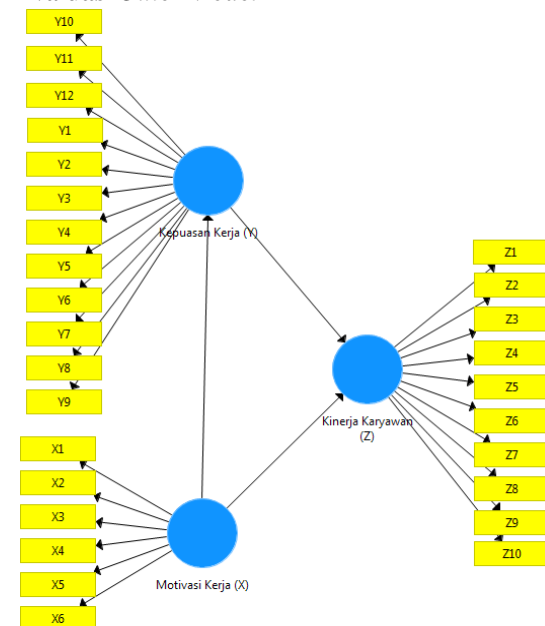 Y10
Y11
Y12
Y1
Y2
Y3
Y4
Y5
Y6
Y7
Y8
Y9
Kepuasan Kerja (Y)
Z1
Z2
Z3
Z4
Z5
Z6
Z7
Z8
Z9
Z10
Kinerja Karyawan
(Z)
X1
X2
X3
X4
X5
X6
Motivasi Kerja (X)